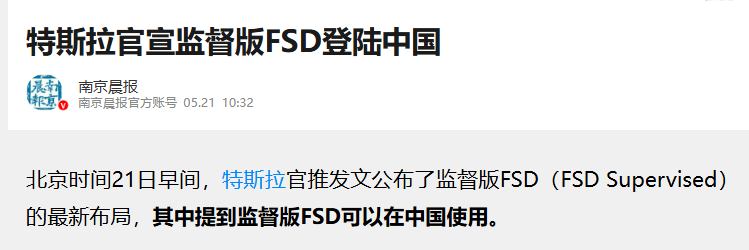 特斯拉官宣监督版FSD登陆中国
南京晨报
南京晨报官方账号 05.21 10:32
北京时间21日早间，特斯拉官推发文公布了监督版FSD（FSD Supervised）
的最新布局，其中提到监督版FSD可以在中国使用。